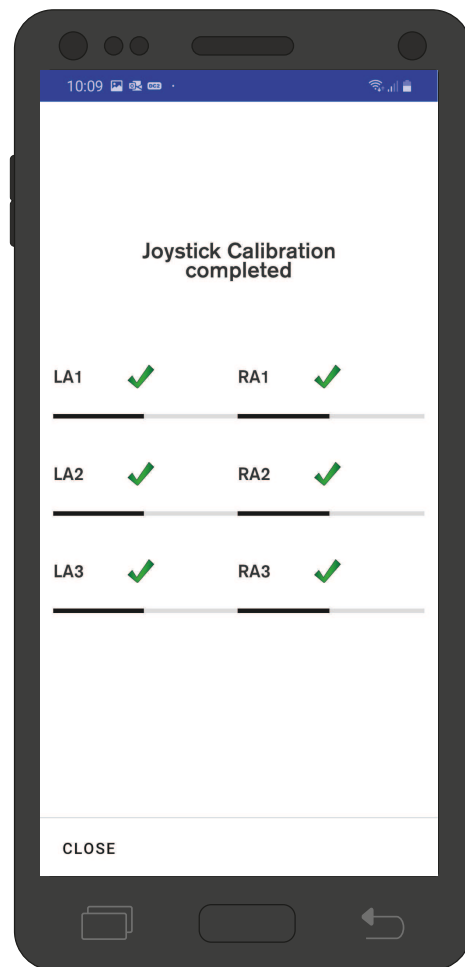 10:09
Joystick Calibration
completed
LA1 RA1
LA2 RA2
LA3 RA3
CLOSE